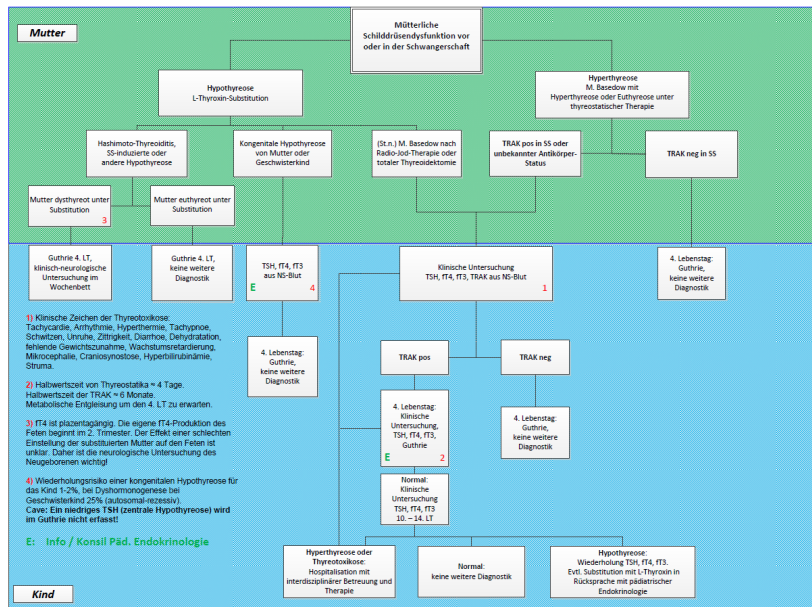 Mutter
Mütterliche
Schilddrüsendysfunktion vor
oder in der Schwangerschaft
Hypothyreose
L-Thyroxin-Substitution
Hyperthyreose
M. Basedow mit
Hyperthyreose oder Euthyreose unter
thyreostatischer Therapie
Hashimoto-Thyreoiditis,
SS-induzierte oder
andere Hypothyreose
Kongenitale Hypothyreose
von Mutter oder
Geschwisterkind
(St.n.) M. Basedow nach
Radio-Jod-Therapie oder
totaler Thyreoidektomie
TRAK pos in SS oder
unbekannter Antikörper-
Status
TRAK neg in SS
Mutter dysthyreot unter
Substitution
3
Mutter euthyreot unter
Substitution
Guthrie 4. LT,
klinisch-neurologische
Untersuchung im
Wochenbett
Guthrie 4. LT,
keine weitere
Diagnostik
TSH, fT4, fT3
aus NS-Blut
E 4
Klinische Untersuchung
TSH, fT4, fT3, TRAK aus NS-Blut
1
4. Lebenstag:
Guthrie,
keine weitere
Diagnostik
1) Klinische Zeichen der Thyreotoxikose:
Tachycardie, Arrhythmie, Hyperthermie, Tachypnoe,
Schwitzen, Unruhe, Zittrigkeit, Diarrhoe, Dehydratation,
fehlende Gewichtszunahme, Wachstumsretardierung,
Mikrocephalie, Craniosynostose, Hyperbilirubinämie,
Struma.
2) Halbwertszeit von Thyreostatika ≈ 4 Tage.
Halbwertszeit der TRAK ≈ 6 Monate.
Metabolische Entgleisung um den 4. LT zu erwarten.
3) fT4 ist plazentagängig. Die eigene fT4-Produktion des
Feten beginnt im 2. Trimester. Der Effekt einer schlechten
Einstellung der substituierten Mutter auf den Feten ist
unklar. Daher ist die neurologische Untersuchung des
Neugeborenen wichtig!
4) Wiederholungsrisiko einer kongenitalen Hypothyreose für
das Kind 1-2%, bei Dyshormonogenese bei
Geschwisterkind 25% (autosomal-rezessiv).
Cave: Ein niedriges TSH (zentrale Hypothyreose) wird
im Guthrie nicht erfasst!
E: Info / Konsil Päd. Endokrinologie
4. Lebenstag:
Guthrie,
keine weitere
Diagnostik
TRAK pos
TRAK neg
4. Lebenstag:
Klinische
Untersuchung,
TSH, fT4, fT3,
Guthrie
E 2
4. Lebenstag:
Guthrie,
keine weitere
Diagnostik
Normal:
Klinische
Untersuchung
TSH, fT4, fT3
10. – 14. LT
Hyperthyreose oder
Thyreotoxikose:
Hospitalisation mit
interdisziplinärer Betreuung und
Therapie
Normal:
keine weitere Diagnostik
Hypothyreose:
Wiederholung TSH, fT4, fT3.
Evtl. Substitution mit L-Thyroxin in
Rücksprache mit pädiatrischer
Endokrinologie
Kind